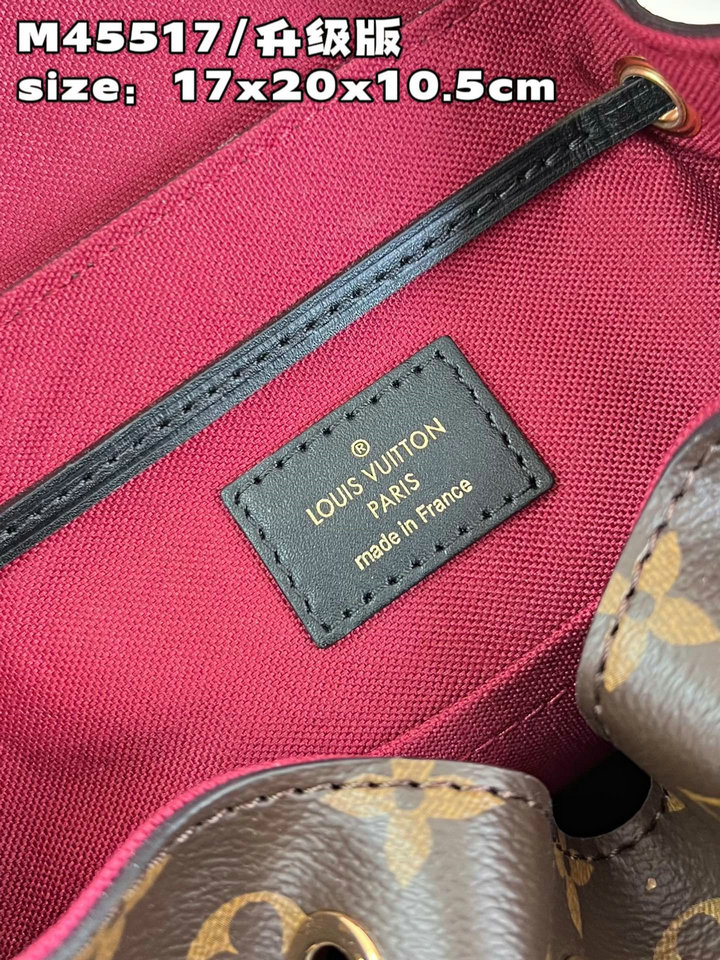 M45517/升级版
size：17x20x10.5cm
®
LOUIS VUITTON
PARIS
made in France